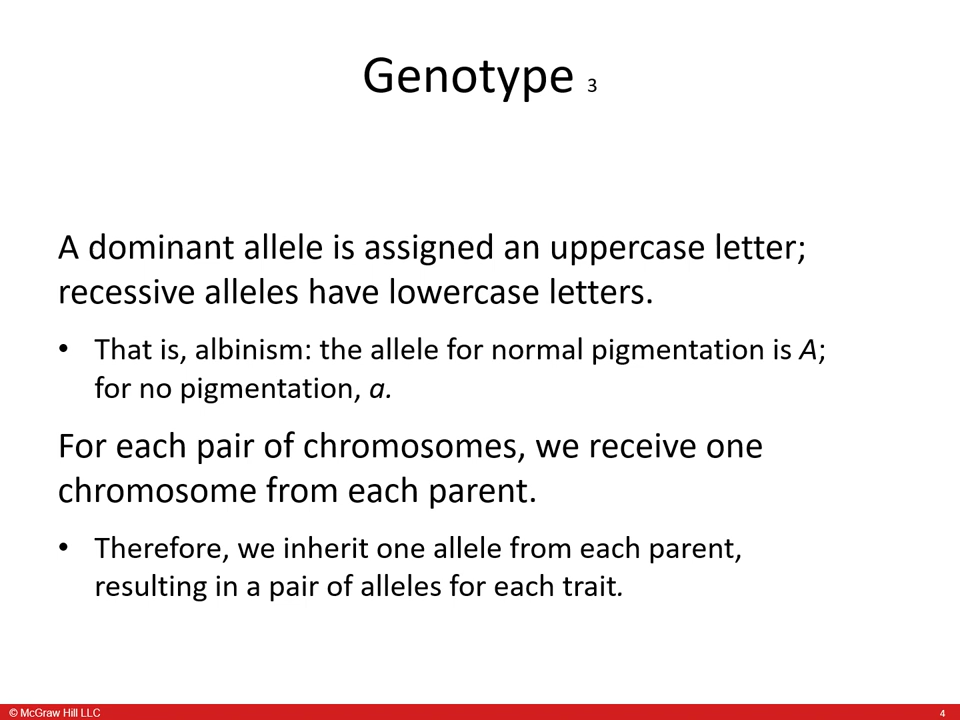 Genotype 3
A dominant allele is assigned an uppercase letter;
recessive alleles have lowercase letters.
• That is, albinism: the allele for normal pigmentation is A;
for no pigmentation, a.
For each pair of chromosomes, we receive one
chromosome from each parent.
• Therefore, we inherit one allele from each parent,
resulting in a pair of alleles for each trait.
© McGraw Hill LLC
4